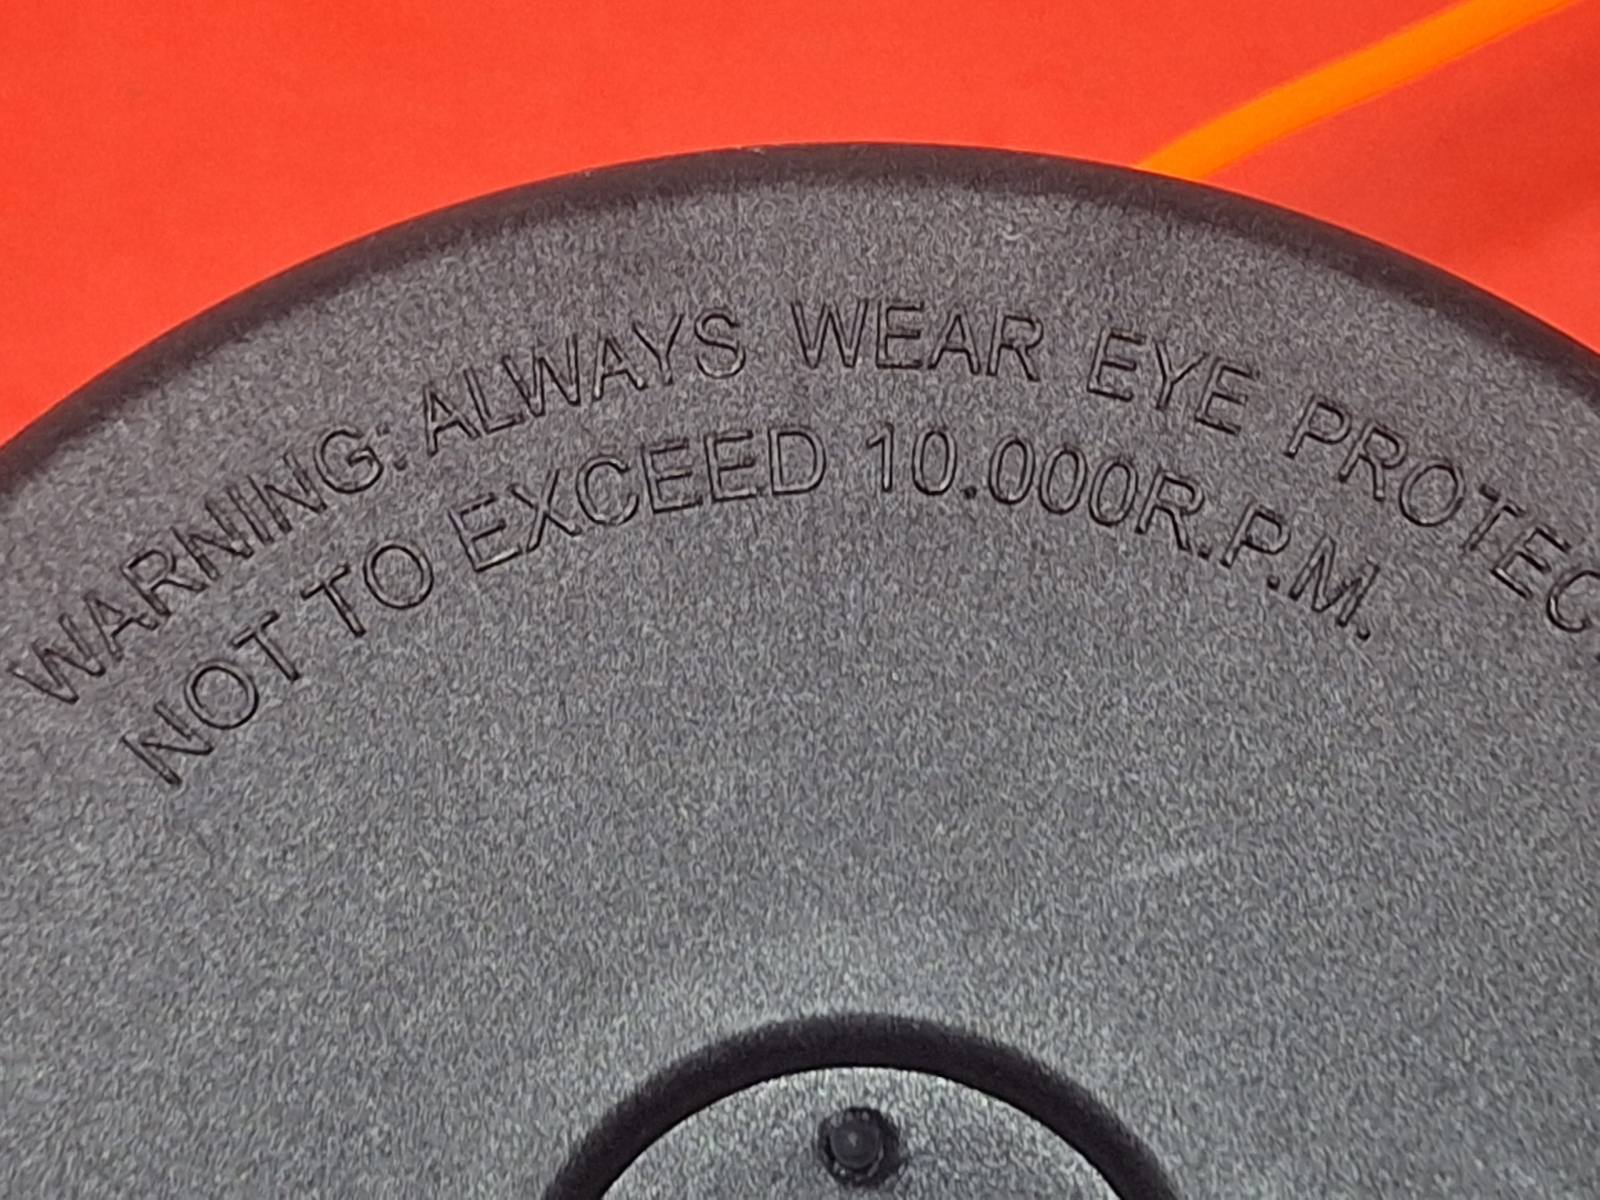 WARNING: ALWAYS WEAR EYE PROTEC
NOT TO EXCEED 10.000R.P.M.